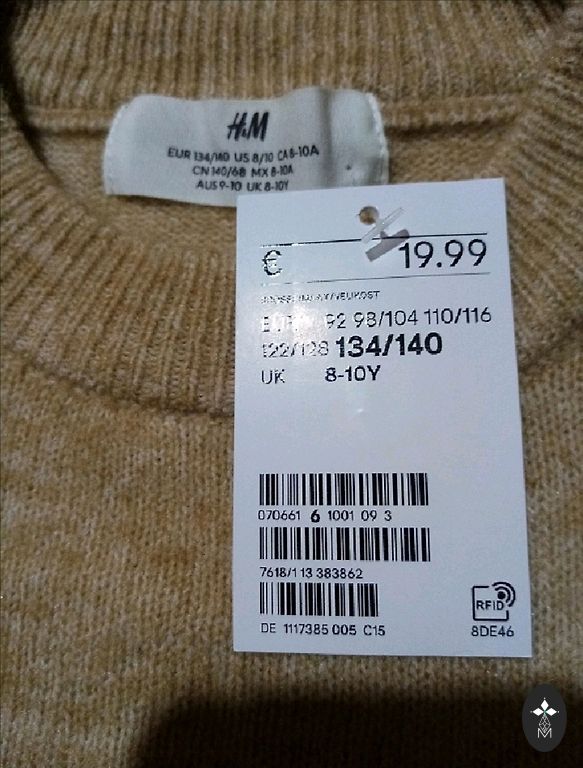 H&M
EUR 134/140 US 8/10 CA 8-10A
CN 140/68 MX 8-10A
AUS 9-10 UK 8-10Y
€ 19.99
92 98/104 110/116
122/128 134/140
UK 8-10Y
070661 6 1001 09 3
7618/113 383862
DE 1117385 005 C15
RFID
8DE46
M